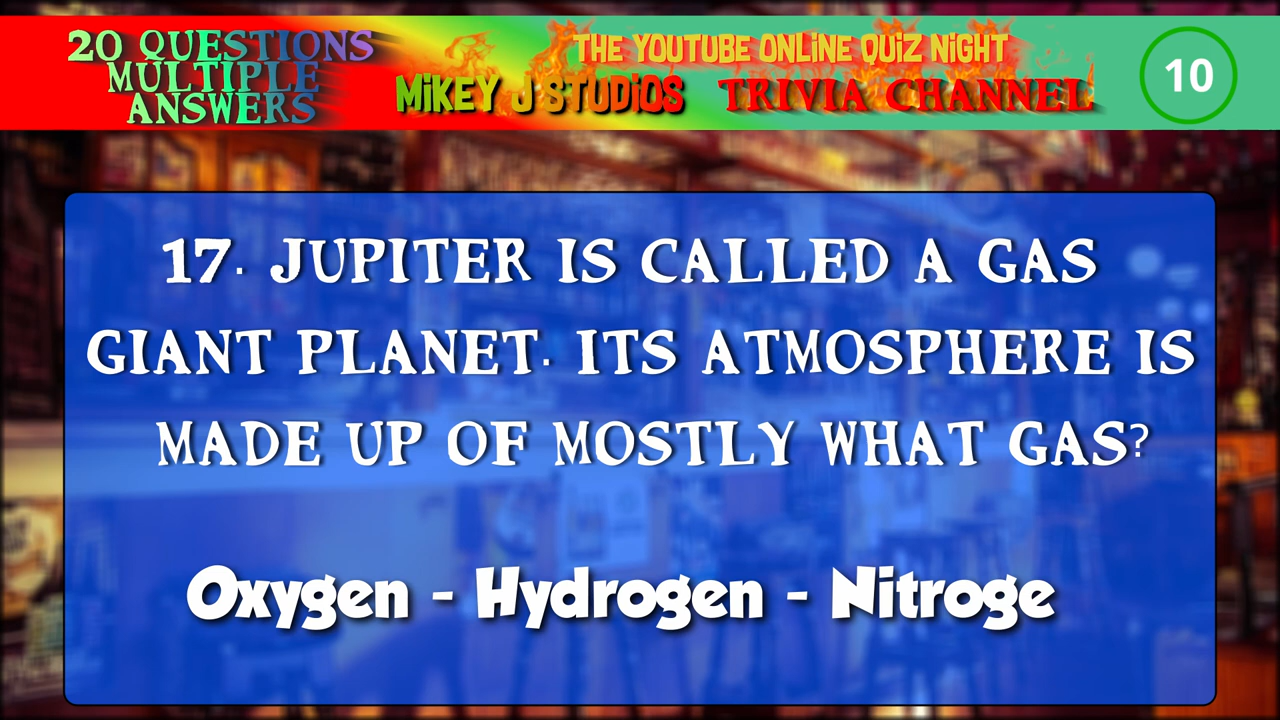 20 QUESTIONS
MULTIPLE
ANSWERS
THE YOUTUBE ONLINE QUIZ NIGHT
MIKEY J STUDIOS TRIVIA CHANNEL
10
17. JUPITER IS CALLED A GAS
GIANT PLANET. ITS ATMOSPHERE IS
MADE UP OF MOSTLY WHAT GAS?
Oxygen - Hydrogen - Nitroge